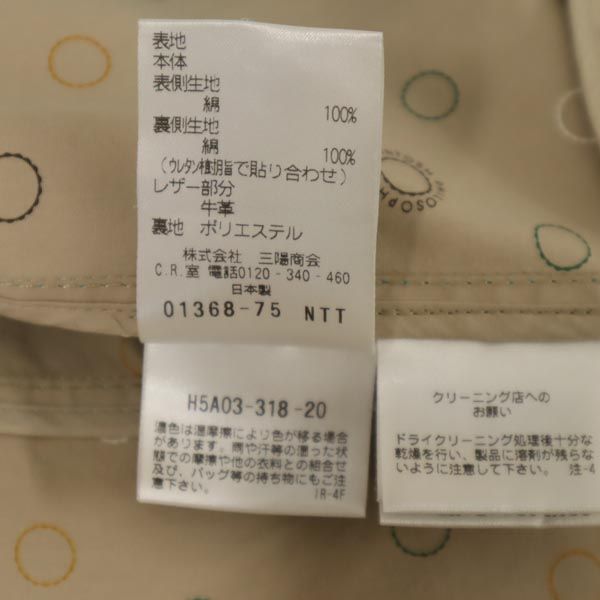 表地
本体
表側生地
綿 100%
裏側生地
綿 100%
(ウレタン樹脂で貼り合わせ)
レザー部分
牛革
裏地 ポリエステル
株式会社 三陽商会
C.R.室 電話0120-340-460
日本製
01368-75 NTT
H5A03-318-20
濃色は湿摩擦により色が移る場合
があります。雨や汗等の湿った状
態での摩擦や他の衣料との組合せ
及び、バッグ等の持ち物にもご注
意下さい。 IR-4F
クリーニング店への
お願い
ドライクリーニング処理後十分な
乾燥を行い、製品に溶剤が残らな
いように注意して下さい。 注-4